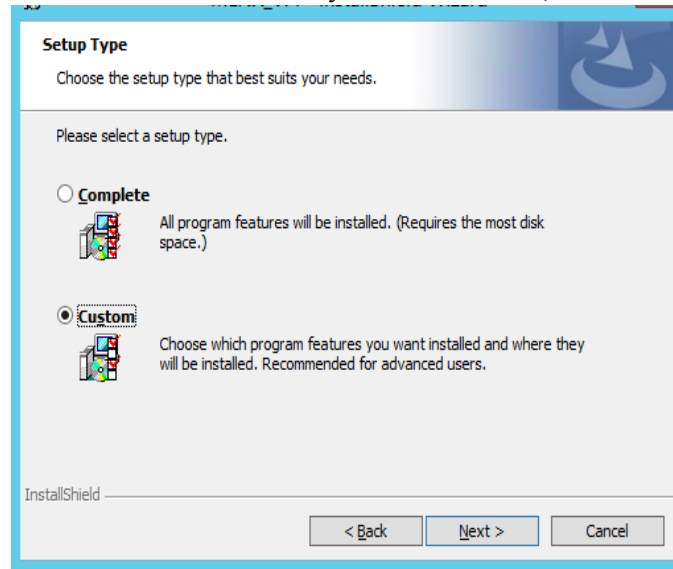 InstallShield Wizard
Setup Type
Choose the setup type that best suits your needs.
Please select a setup type.
Complete
All program features will be installed. (Requires the most disk
space.)
Custom
Choose which program features you want installed and where they
will be installed. Recommended for advanced users.
InstallShield
< Back
Next >
Cancel